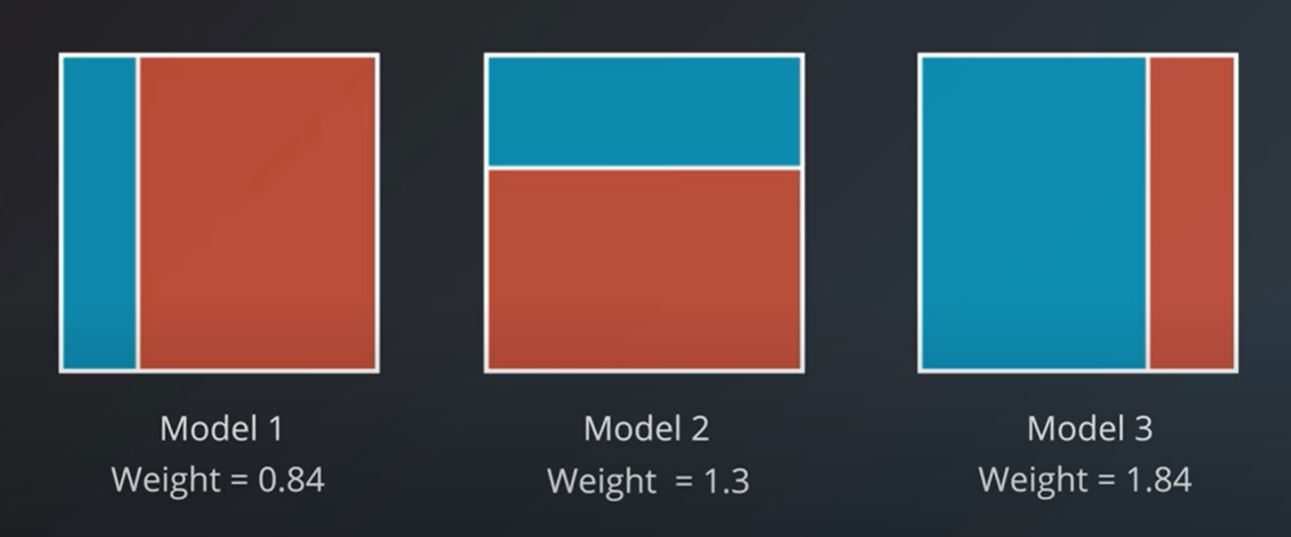 Model 1
Weight = 0.84
Model 2
Weight = 1.3
Model 3
Weight = 1.84